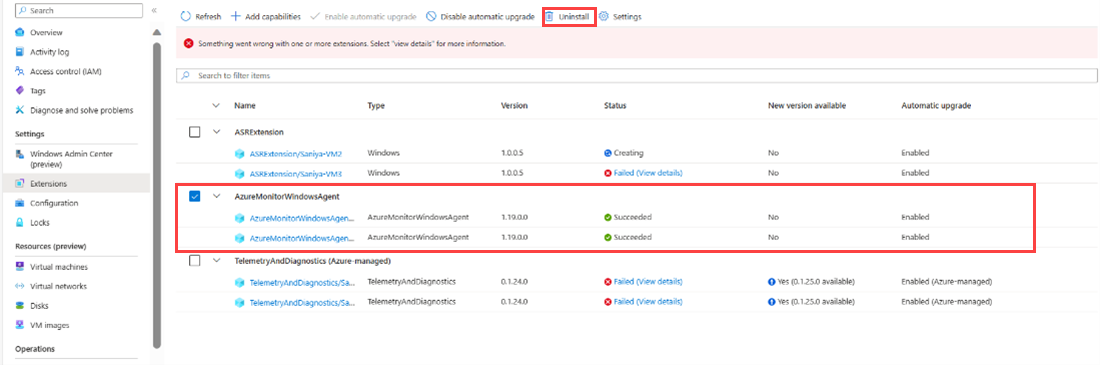 Search «
Overview
Activity log
Access control (IAM)
Tags
Diagnose and solve problems
Settings
Windows Admin Center
(preview)
Extensions
Configuration
Locks
Resources (preview)
Virtual machines
Virtual networks
Disks
VM images
Operations
Refresh Add capabilities Enable automatic upgrade Disable automatic upgrade Uninstall Settings
Something went wrong with one or more extensions. Select "view details" for more information.
Search to filter items
Name Type Version Status New version available Automatic upgrade
ASRExtension
ASRExtension/Saniya-VM2 Windows 1.0.0.5 Creating No Enabled
ASRExtension/Saniya-VM3 Windows 1.0.0.5 Failed (View details) No Enabled
AzureMonitorWindowsAgent
AzureMonitorWindowsAgen... AzureMonitorWindowsAgent 1.19.0.0 Succeeded No Enabled
AzureMonitorWindowsAgen... AzureMonitorWindowsAgent 1.19.0.0 Succeeded No Enabled
TelemetryAndDiagnostics (Azure-managed)
TelemetryAndDiagnostics/Sa... TelemetryAndDiagnostics 0.1.24.0 Failed (View details) Yes (0.1.25.0 available) Enabled (Azure-managed)
TelemetryAndDiagnostics/Sa... TelemetryAndDiagnostics 0.1.24.0 Failed (View details) Yes (0.1.25.0 available) Enabled (Azure-managed)